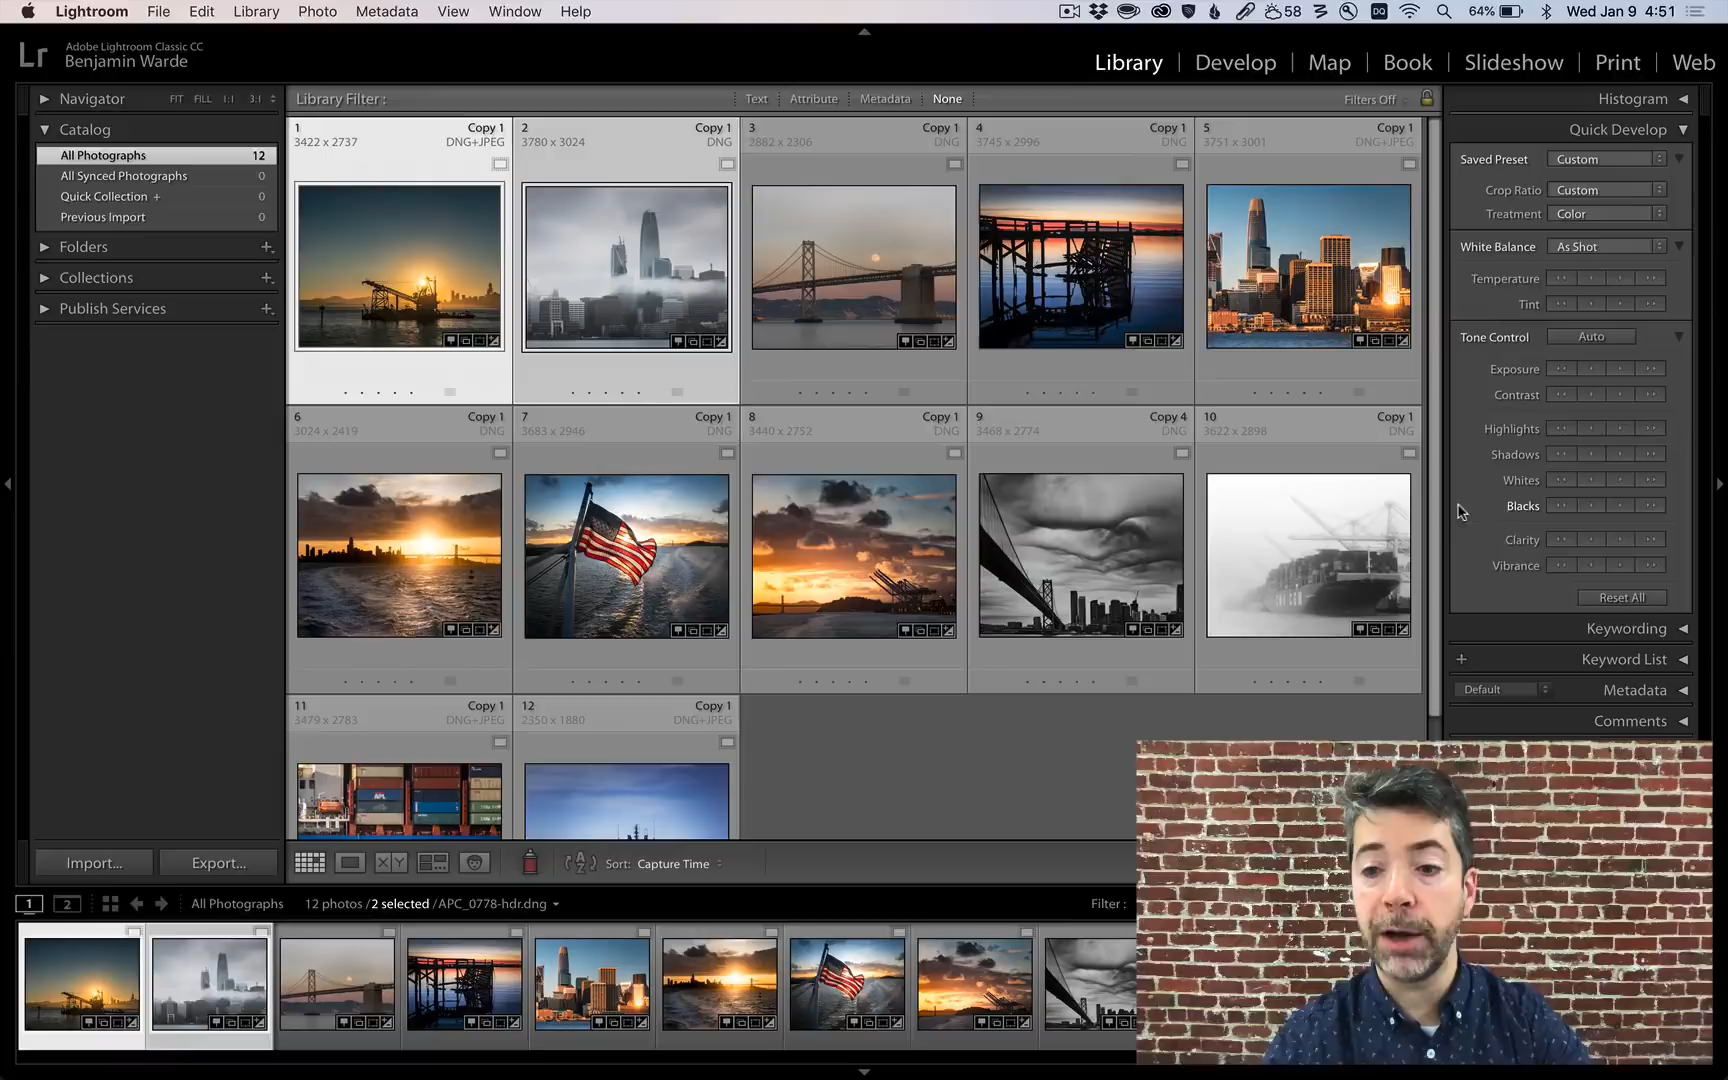 Lightroom File Edit Library Photo Metadata View Window Help
64% Wed Jan 9 4:51
58
DQ
Lr
Adobe Lightroom Classic CC
Benjamin Warde
Library | Develop | Map | Book | Slideshow | Print | Web
Navigator FIT FILL 1:1 3:1
Catalog
All Photographs 12
All Synced Photographs 0
Quick Collection + 0
Previous Import 0
Folders +
Collections +
Publish Services +
Import...
Export...
Library Filter : Text Attribute Metadata None Filters Off
1 Copy 1
3422 x 2737 DNG+JPEG
2 Copy 1
3780 x 3024 DNG
3 Copy 1
2882 x 2306 DNG
4 Copy 1
3745 x 2996 DNG
5 Copy 1
3751 x 3001 DNG
6 Copy 1
3024 x 2419 DNG
7 Copy 1
3683 x 2946 DNG
8 Copy 1
3440 x 2752 DNG
9 Copy 4
3468 x 2774 DNG
10 Copy 1
3622 x 2898 DNG
11 Copy 1
3479 x 2783 DNG+JPEG
12 Copy 1
2350 x 1880 DNG+JPEG
APL
XY
Sort: Capture Time
Histogram
Quick Develop
Saved Preset Custom
Crop Ratio Custom
Treatment Color
White Balance As Shot
Temperature
Tint
Tone Control Auto
Exposure
Contrast
Highlights
Shadows
Whites
Blacks
Clarity
Vibrance
Reset All
Keywording
+ Keyword List
Default Metadata
Comments
1 2 All Photographs 12 photos / 2 selected / APC_0778-hdr.dng Filter :